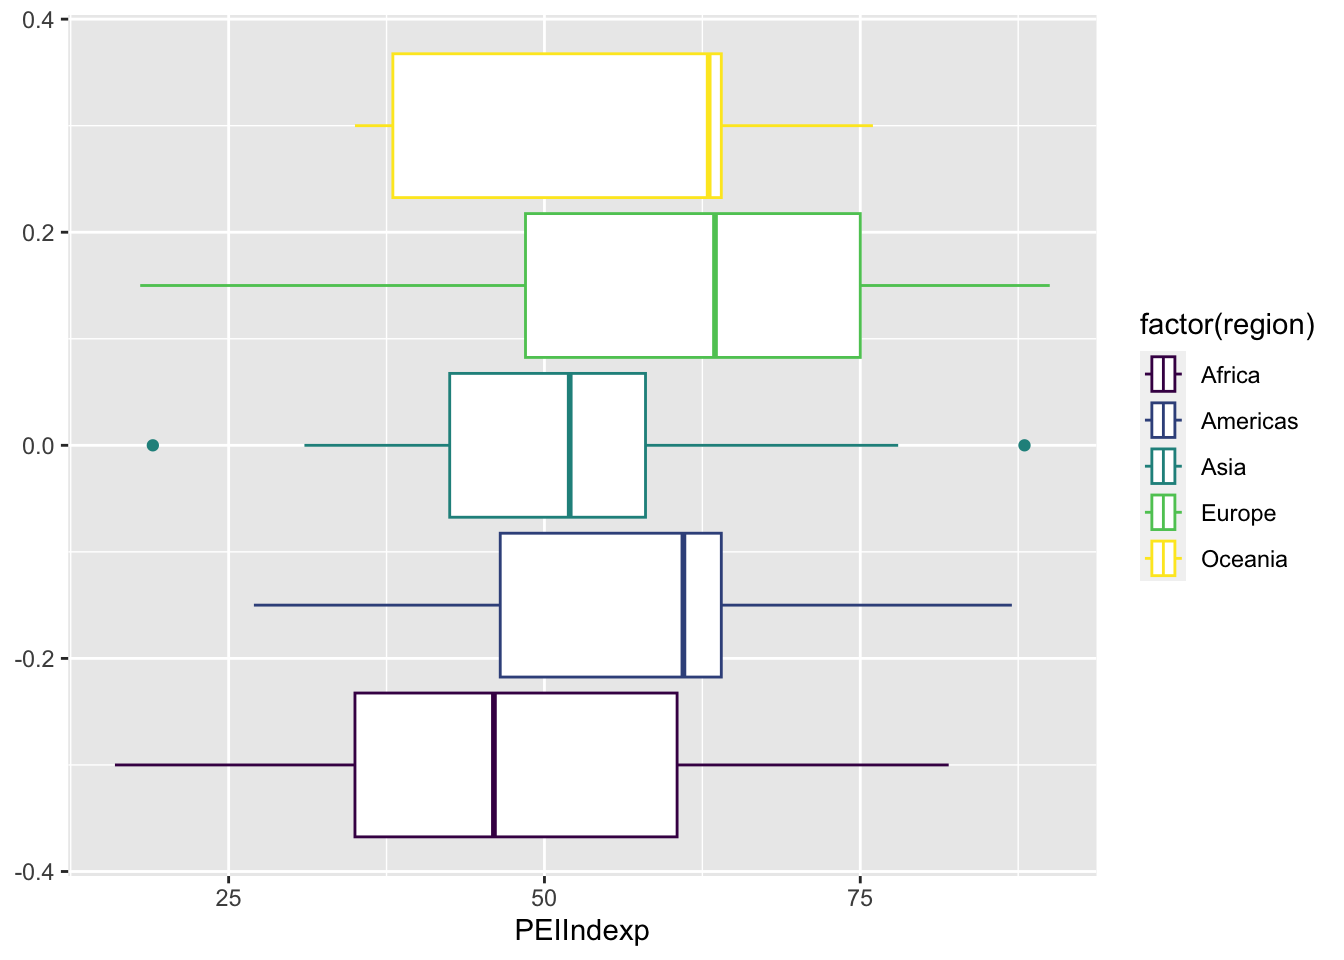 0.4
0.2
0.0
-0.2
-0.4
25 50 75
PEIIndexp
factor(region)
Africa
Americas
Asia
Europe
Oceania